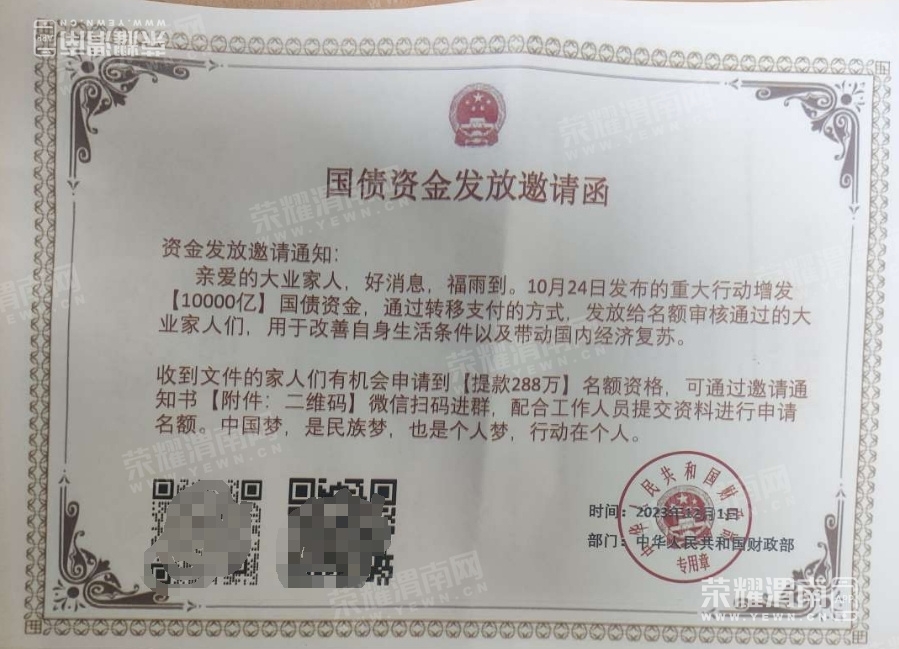 荣耀渭南网
WWW.YEWN.CN
国债资金发放邀请函
资金发放邀请通知：
亲爱的大业家人，好消息，福雨到。10月24日发布的重大行动增发
【10000亿】国债资金，通过转移支付的方式，发放给名额审核通过的大
业家人们，用于改善自身生活条件以及带动国内经济复苏。
收到文件的家人们有机会申请到【提款288万】名额资格，可通过邀请通
知书【附件：二维码】微信扫码进群，配合工作人员提交资料进行申请
名额。中国梦，是民族梦，也是个人梦，行动在个人。
时间：2023年12月1日
部门：中华人民共和国财政部
专用章
荣耀渭南网
WWW.YEWN.CN